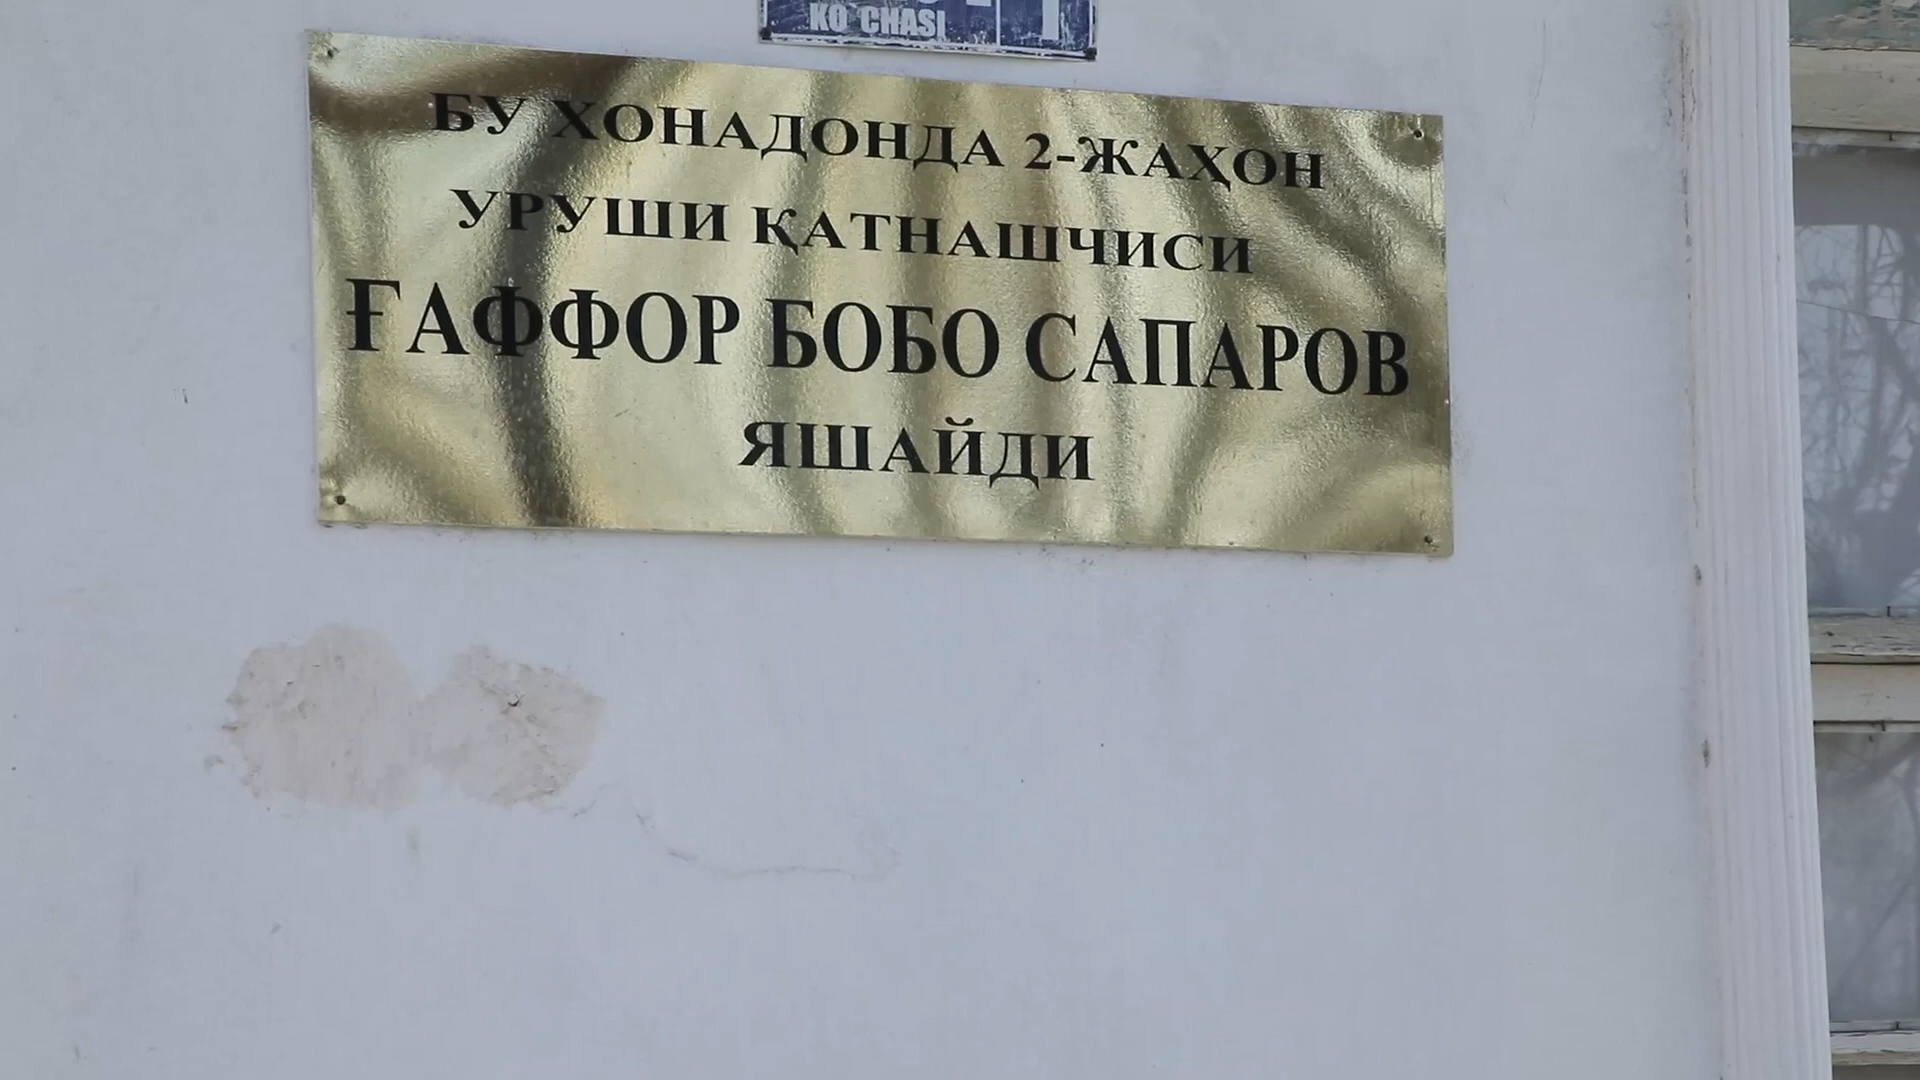 KO'CHASI
БУ ХОНАДОНДА 2-ЖАҲОН
УРУШИ ҚАТНАШЧИСИ
ҒАФФОР БОБО САПАРОВ
ЯШАЙДИ